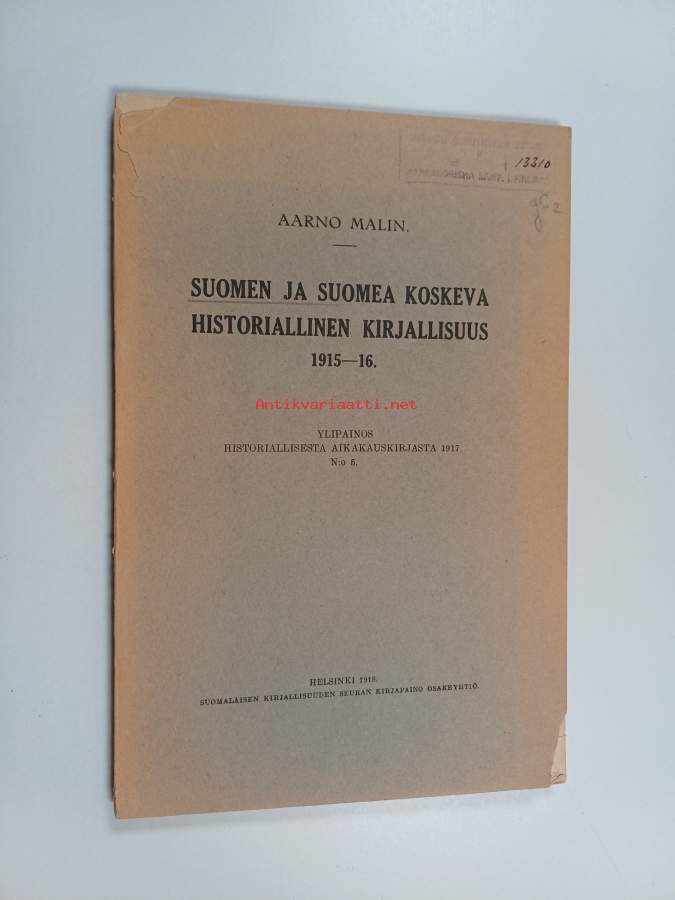 13310
AARNO MALIN.
SUOMEN JA SUOMEA KOSKEVA
HISTORIALLINEN KIRJALLISUUS
1915—16.
Antikvariaatti.net
YLIPAINOS
HISTORIALLISESTA AIKAKAUSKIRJASTA 1917
N:o 5.
HELSINKI 1918.
SUOMALAISEN KIRJALLISUUDEN SEURAN KIRJAPAINO OSAKEYHTIÖ.